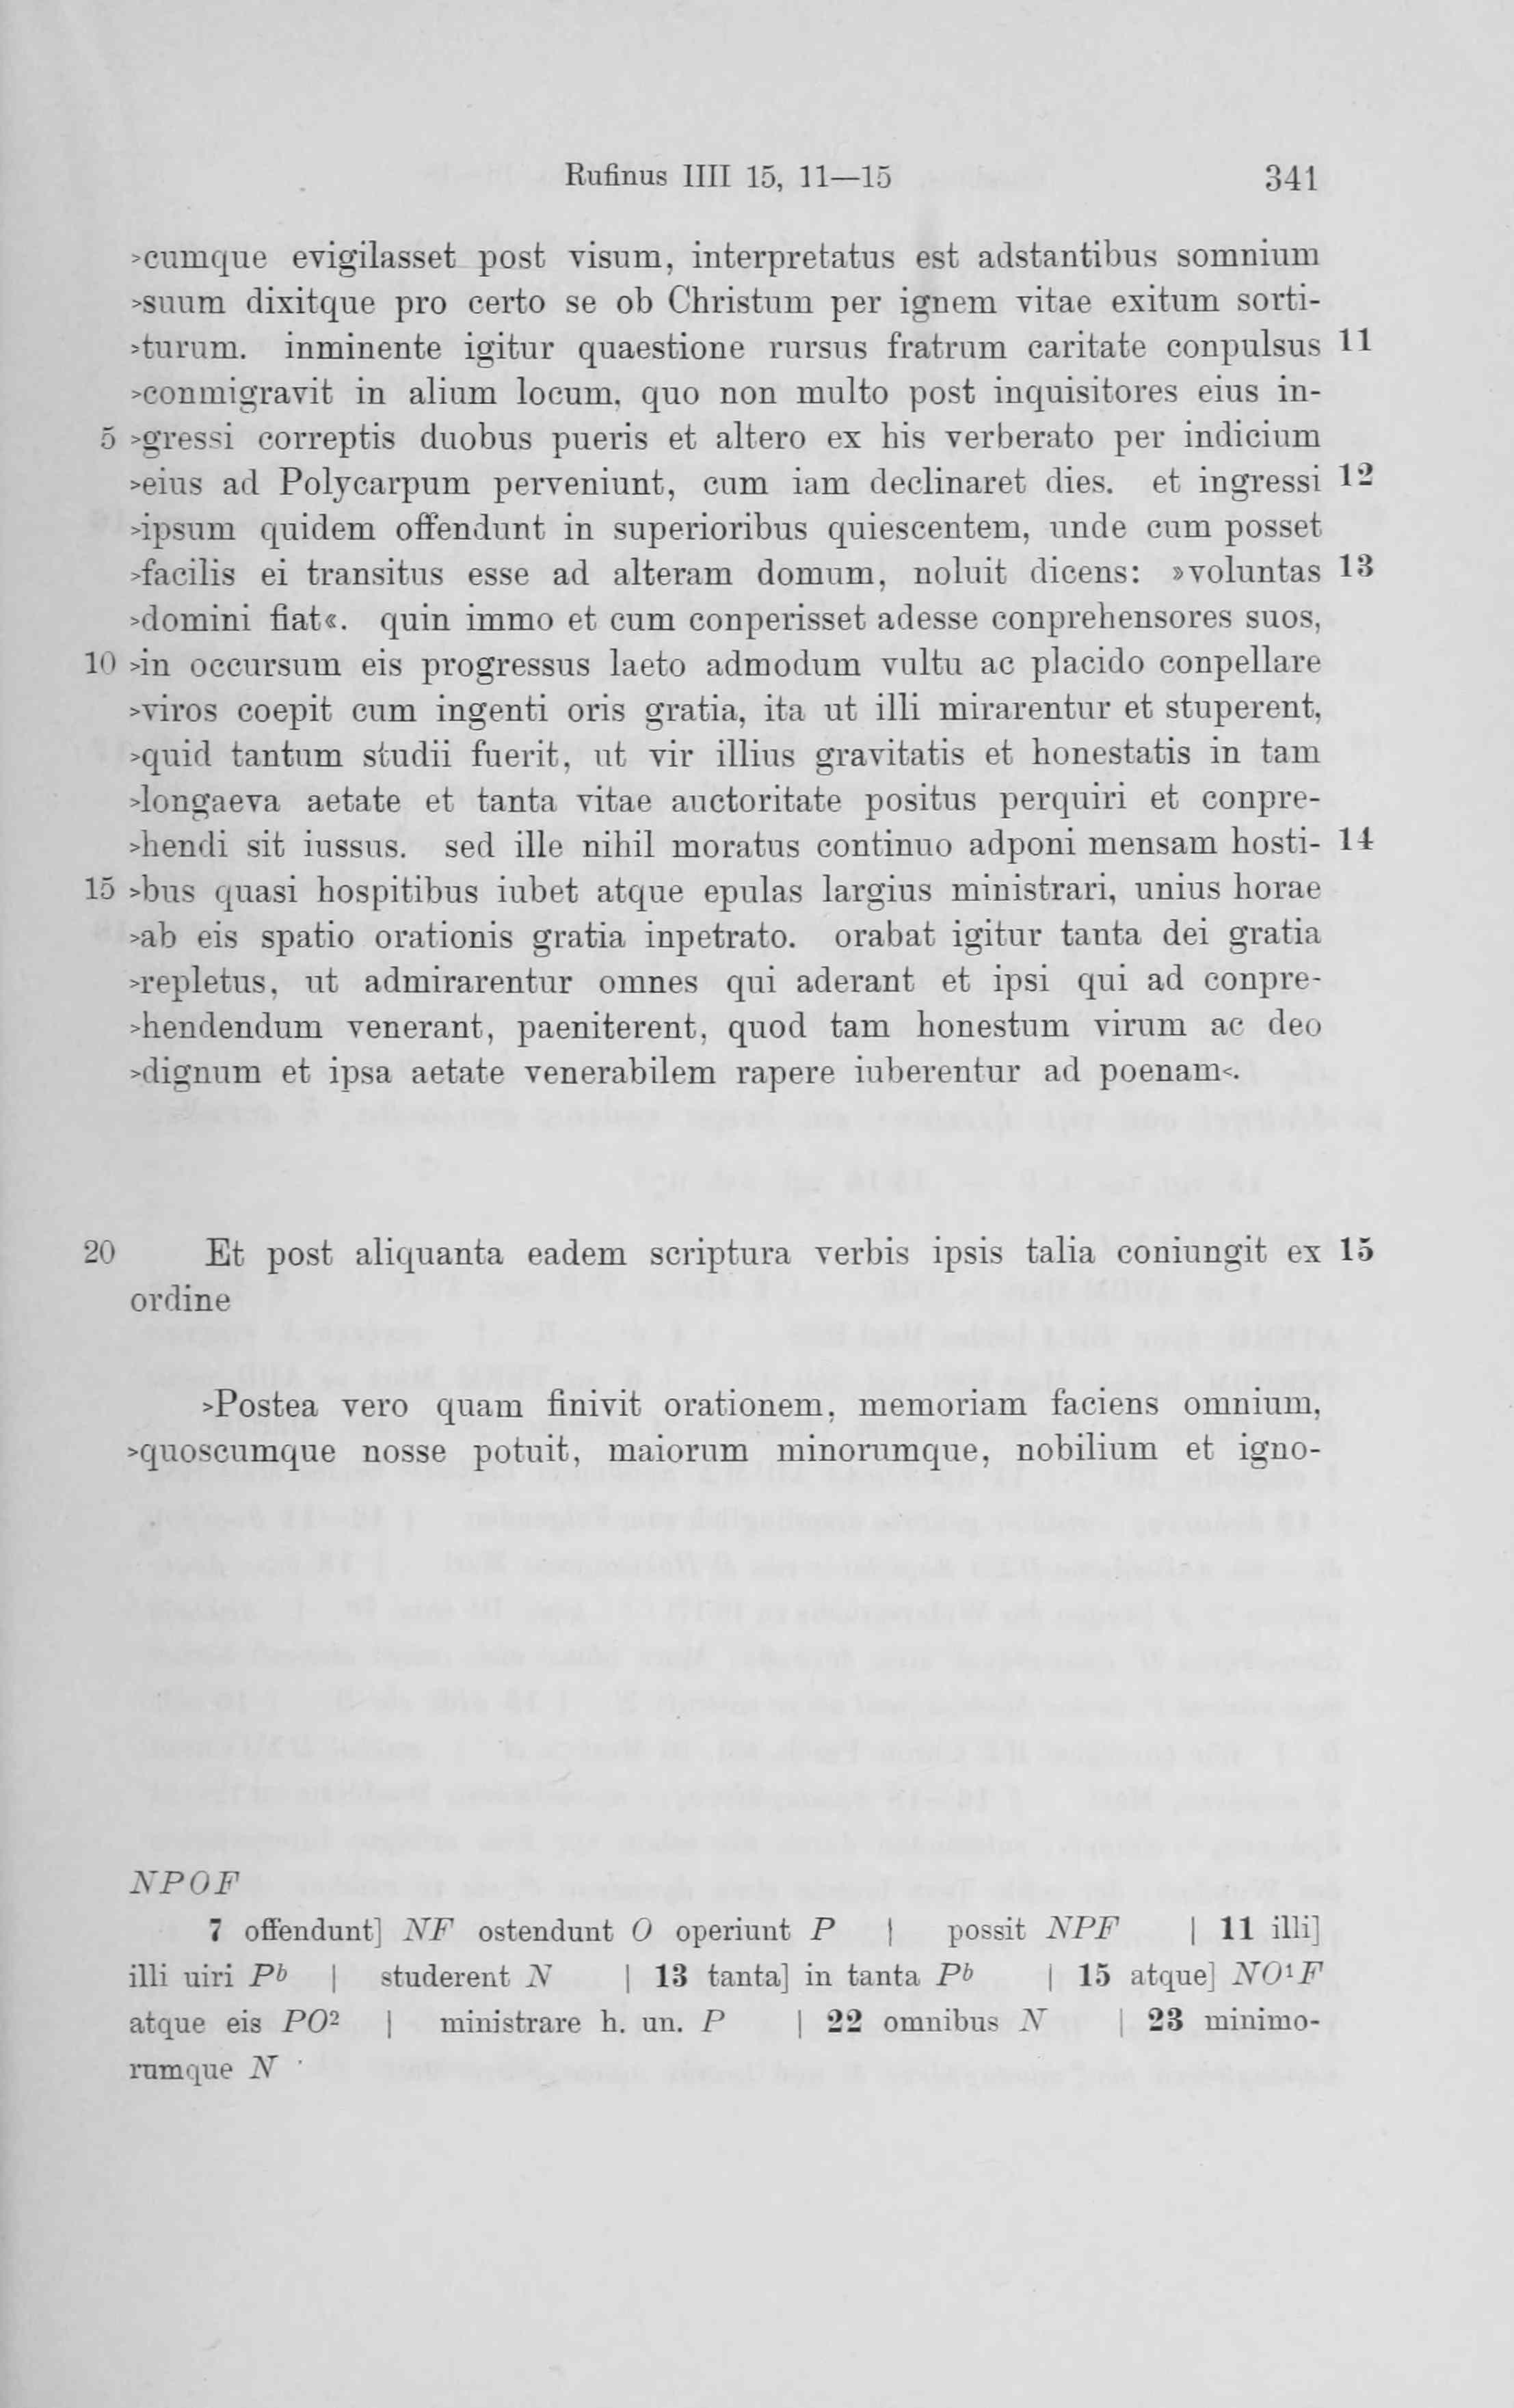 Rufinus IIII 15, 11—15 341
>cumque evigilasset post visum, interpretatus est adstantibus somnium
>suum dixitque pro certo se ob Christum per ignem vitae exitum sorti-
>turum. inminente igitur quaestione rursus fratrum caritate conpulsus 11
>conmigravit in alium locum, quo non multo post inquisitores eius in-
5 >gressi correptis duobus pueris et altero ex his verberato per indicium
>eius ad Polycarpum perveniunt, cum iam declinaret dies. et ingressi 12
>ipsum quidem offendunt in superioribus quiescentem, unde cum posset
>facilis ei transitus esse ad alteram domum, noluit dicens: »voluntas 13
>domini fiat«. quin immo et cum conperisset adesse conprehensores suos,
10 >in occursum eis progressus laeto admodum vultu ac placido conpellare
>viros coepit cum ingenti oris gratia, ita ut illi mirarentur et stuperent,
>quid tantum studii fuerit, ut vir illius gravitatis et honestatis in tam
>longaeva aetate et tanta vitae auctoritate positus perquiri et conpre-
>hendi sit iussus. sed ille nihil moratus continuo adponi mensam hosti- 14
15 >bus quasi hospitibus iubet atque epulas largius ministrari, unius horae
>ab eis spatio orationis gratia inpetrato. orabat igitur tanta dei gratia
>repletus, ut admirarentur omnes qui aderant et ipsi qui ad conpre-
>hendendum venerant, paeniterent, quod tam honestum virum ac deo
>dignum et ipsa aetate venerabilem rapere iuberentur ad poenam<.
20 Et post aliquanta eadem scriptura verbis ipsis talia coniungit ex 15
ordine
>Postea vero quam finivit orationem, memoriam faciens omnium,
>quoscumque nosse potuit, maiorum minorumque, nobilium et igno-
NPOF
7 offendunt] NF ostendunt O operiunt P | possit NPF | 11 illi]
illi uiri Pᵇ | studerent N | 13 tanta] in tanta Pᵇ | 15 atque] NO¹F
atque eis PO² | ministrare h. un. P | 22 omnibus N | 23 minimo-
rumque N